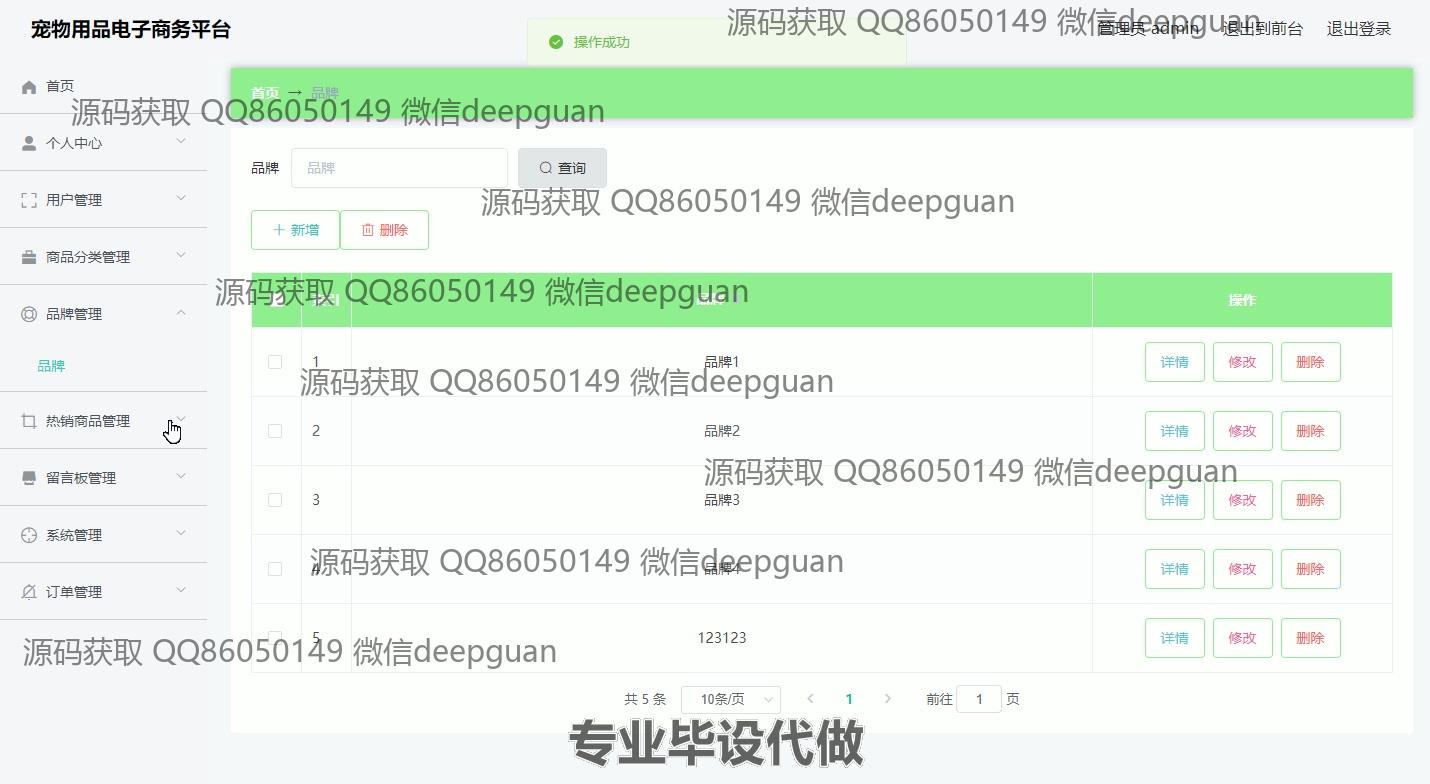 宠物用品电子商务平台
操作成功
源码获取 QQ86050149 微信deepguan
管理员 admin 退出到前台 退出登录
首页
首页 → 品牌
源码获取 QQ86050149 微信deepguan
个人中心
品牌 品牌 查询
用户管理
源码获取 QQ86050149 微信deepguan
新增 删除
商品分类管理
源码获取 QQ86050149 微信deepguan
操作
品牌管理
品牌
1 品牌1 详情 修改 删除
源码获取 QQ86050149 微信deepguan
热销商品管理
2 品牌2 详情 修改 删除
源码获取 QQ86050149 微信deepguan
留言板管理
3 品牌3 详情 修改 删除
系统管理
源码获取 QQ86050149 微信deepguan
4 品牌4 详情 修改 删除
订单管理
5 123123 详情 修改 删除
源码获取 QQ86050149 微信deepguan
共 5 条 10条/页 1 前往 1 页
专业毕设代做